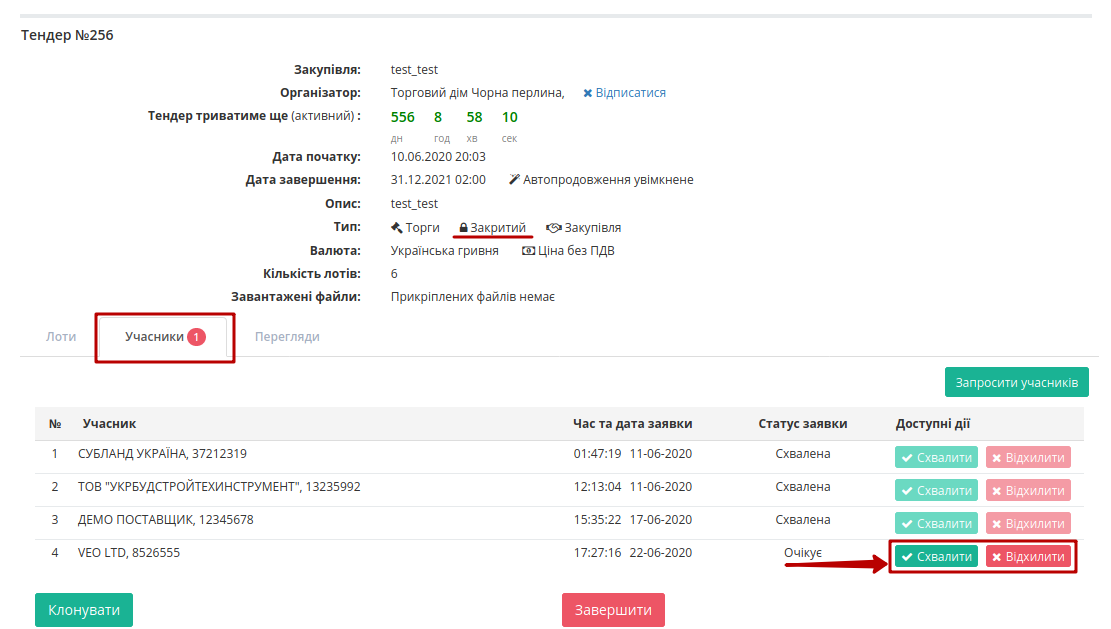 Тендер №256
Закупівля: test_test
Організатор: Торговий дім Чорна перлина, Відписатися
Тендер триватиме ще (активний) : 556 8 58 10
дн год хв сек
Дата початку: 10.06.2020 20:03
Дата завершення: 31.12.2021 02:00 Автопродовження увімкнене
Опис: test_test
Тип: Торги Закритий Закупівля
Валюта: Українська гривня Ціна без ПДВ
Кількість лотів: 6
Завантажені файли: Прикріплених файлів немає
Лоти Учасники 1 Перегляди
Запросити учасників
№ Учасник Час та дата заявки Статус заявки Доступні дії
1 СУБЛАНД УКРАЇНА, 37212319 01:47:19 11-06-2020 Схвалена Схвалити Відхилити
2 ТОВ "УКРБУДСТРОЙТЕХИНСТРУМЕНТ", 13235992 12:13:04 11-06-2020 Схвалена Схвалити Відхилити
3 ДЕМО ПОСТАВЩИК, 12345678 15:35:22 17-06-2020 Схвалена Схвалити Відхилити
4 VEO LTD, 8526555 17:27:16 22-06-2020 Очікує Схвалити Відхилити
Клонувати Завершити